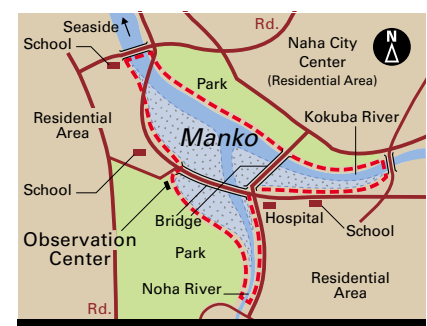 Seaside
School
Rd.
Naha City
Center
(Residential Area)
N
Park
Kokuba River
Residential
Area
Manko
School
Bridge
Hospital
School
Observation
Center
Park
Residential
Area
Noha River
Rd.